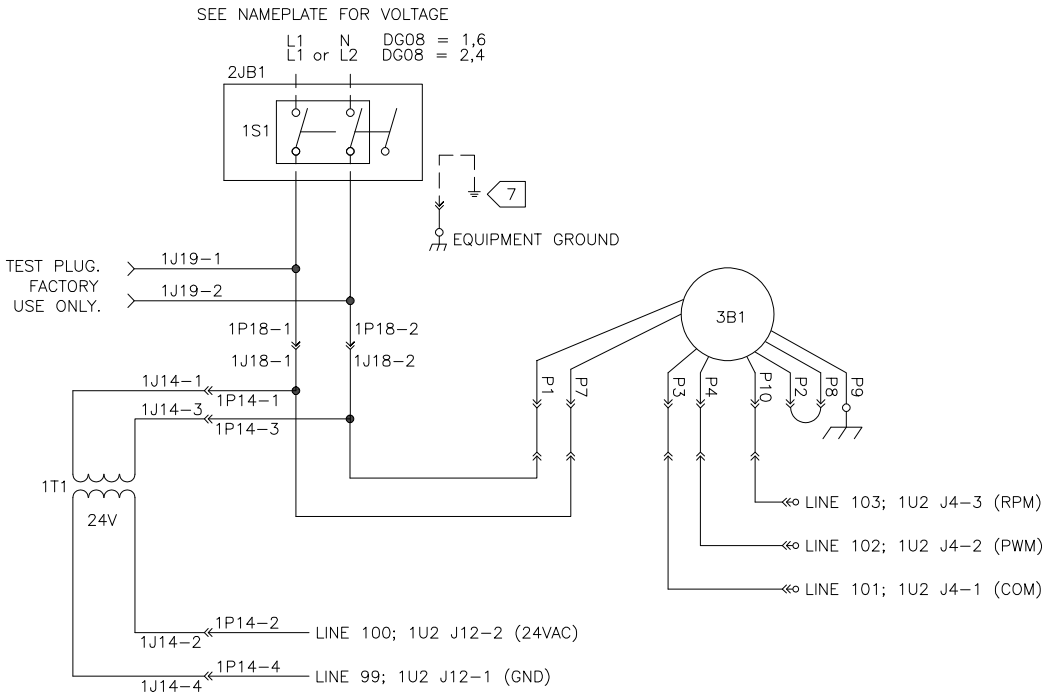 SEE NAMEPLATE FOR VOLTAGE
L1 N DG08 = 1,6
L1 or L2 DG08 = 2,4
2JB1
1S1
7
EQUIPMENT GROUND
TEST PLUG.
FACTORY
USE ONLY.
1J19-1
1J19-2
1P18-1
1P18-2
1J18-1
1J18-2
3B1
1J14-1
1P14-1
1J14-3
1P14-3
P1
P7
P3
P4
P10
P2
P8
P9
1T1
24V
LINE 103; 1U2 J4-3 (RPM)
LINE 102; 1U2 J4-2 (PWM)
LINE 101; 1U2 J4-1 (COM)
1P14-2
1J14-2
LINE 100; 1U2 J12-2 (24VAC)
1P14-4
1J14-4
LINE 99; 1U2 J12-1 (GND)